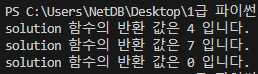 PS C:\Users\NetDB\Desktop\1급 파이썬
solution 함수의 반환 값은 4 입니다.
solution 함수의 반환 값은 7 입니다.
solution 함수의 반환 값은 0 입니다.